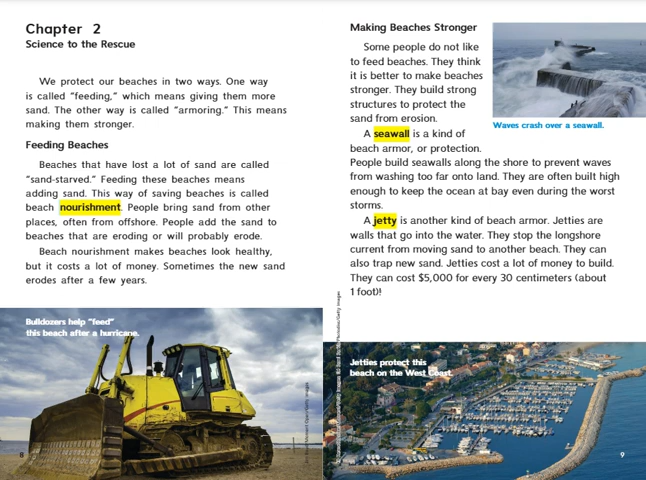 Chapter 2
Science to the Rescue
We protect our beaches in two ways. One way
is called “feeding,” which means giving them more
sand. The other way is called “armoring.” This means
making them stronger.
Feeding Beaches
Beaches that have lost a lot of sand are called
“sand-starved.” Feeding these beaches means
adding sand. This way of saving beaches is called
beach nourishment. People bring sand from other
places, often from offshore. People add the sand to
beaches that are eroding or will probably erode.
Beach nourishment makes beaches look healthy,
but it costs a lot of money. Sometimes the new sand
erodes after a few years.
Bulldozers help “feed”
this beach after a hurricane.
8
Making Beaches Stronger
Some people do not like
to feed beaches. They think
it is better to make beaches
stronger. They build strong
structures to protect the
sand from erosion.
A seawall is a kind of
beach armor, or protection.
People build seawalls along the shore to prevent waves
from washing too far onto land. They are often built high
enough to keep the ocean at bay even during the worst
storms.
A jetty is another kind of beach armor. Jetties are
walls that go into the water. They stop the longshore
current from moving sand to another beach. They can
also trap new sand. Jetties cost a lot of money to build.
They can cost $5,000 for every 30 centimeters (about
1 foot)!
Waves crash over a seawall.
Jetties protect this
beach on the West Coast.
9